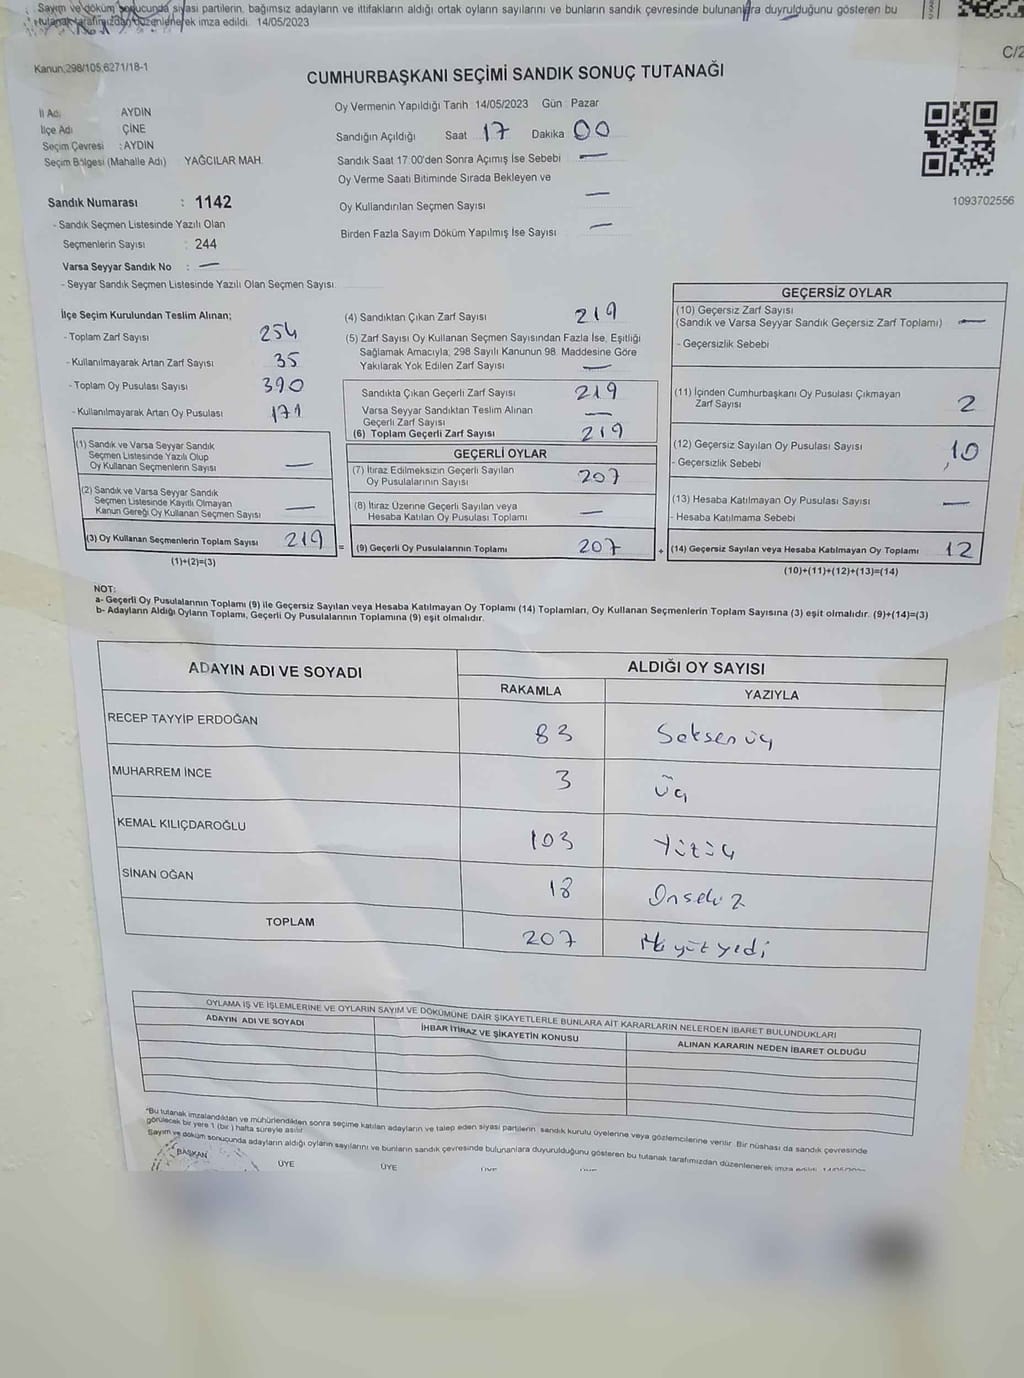 Sayım ve döküm sonucunda siyasi partilerin, bağımsız adayların ve ittifakların aldığı ortak oyların sayılarını ve bunların sandık çevresinde bulunanlara duyrulduğunu gösteren bu
tutanak tarafımızdan düzenlenerek imza edildi. 14/05/2023
C/2
Kanun,298/105,6271/18-1
CUMHURBAŞKANI SEÇİMİ SANDIK SONUÇ TUTANAĞI
İl Adı AYDIN
İlçe Adı ÇİNE
Seçim Çevresi : AYDIN
Seçim Bölgesi (Mahalle Adı) YAĞCILAR MAH.
Sandık Numarası : 1142
- Sandık Seçmen Listesinde Yazılı Olan
Seçmenlerin Sayısı : 244
Varsa Seyyar Sandık No : —
- Seyyar Sandık Seçmen Listesinde Yazılı Olan Seçmen Sayısı
Oy Vermenin Yapıldığı Tarih 14/05/2023 Gün Pazar
Sandığın Açıldığı Saat 17 Dakika 00
Sandık Saat 17:00'den Sonra Açımış İse Sebebi —
Oy Verme Saati Bitiminde Sırada Bekleyen ve
Oy Kullandırılan Seçmen Sayısı —
Birden Fazla Sayım Döküm Yapılmış İse Sayısı —
1093702556
İlçe Seçim Kurulundan Teslim Alınan;
- Toplam Zarf Sayısı 254
- Kullanılmayarak Artan Zarf Sayısı 35
- Toplam Oy Pusulası Sayısı 390
- Kullanılmayarak Artan Oy Pusulası 171
(1) Sandık ve Varsa Seyyar Sandık
Seçmen Listesinde Yazılı Olup
Oy Kullanan Seçmenlerin Sayısı —
(2) Sandık ve Varsa Seyyar Sandık
Seçmen Listesinde Kayıtlı Olmayan
Kanun Gereği Oy Kullanan Seçmen Sayısı —
(3) Oy Kullanan Seçmenlerin Toplam Sayısı 219
(1)+(2)=(3)
(4) Sandıktan Çıkan Zarf Sayısı 219
(5) Zarf Sayısı Oy Kullanan Seçmen Sayısından Fazla İse, Eşitliği
Sağlamak Amacıyla; 298 Sayılı Kanunun 98. Maddesine Göre
Yakılarak Yok Edilen Zarf Sayısı —
Sandıkta Çıkan Geçerli Zarf Sayısı 219
Varsa Seyyar Sandıktan Teslim Alınan
Geçerli Zarf Sayısı —
(6) Toplam Geçerli Zarf Sayısı 219
GEÇERLİ OYLAR
(7) İtiraz Edilmeksizin Geçerli Sayılan
Oy Pusulalarının Sayısı 207
(8) İtiraz Üzerine Geçerli Sayılan veya
Hesaba Katılan Oy Pusulası Toplamı —
= (9) Geçerli Oy Pusulalarının Toplamı 207
GEÇERSİZ OYLAR
(10) Geçersiz Zarf Sayısı
(Sandık ve Varsa Seyyar Sandık Geçersiz Zarf Toplamı) —
- Geçersizlik Sebebi
(11) İçinden Cumhurbaşkanı Oy Pusulası Çıkmayan
Zarf Sayısı 2
(12) Geçersiz Sayılan Oy Pusulası Sayısı 10
- Geçersizlik Sebebi
(13) Hesaba Katılmayan Oy Pusulası Sayısı —
- Hesaba Katılmama Sebebi
+ (14) Geçersiz Sayılan veya Hesaba Katılmayan Oy Toplamı 12
(10)+(11)+(12)+(13)=(14)
NOT:
a- Geçerli Oy Pusulalarının Toplamı (9) ile Geçersiz Sayılan veya Hesaba Katılmayan Oy Toplamı (14) Toplamları, Oy Kullanan Seçmenlerin Toplam Sayısına (3) eşit olmalıdır. (9)+(14)=(3)
b- Adayların Aldığı Oyların Toplamı, Geçerli Oy Pusulalarının Toplamına (9) eşit olmalıdır.
ADAYIN ADI VE SOYADI ALDIĞI OY SAYISI
RAKAMLA YAZIYLA
RECEP TAYYİP ERDOĞAN 83 Seksen üç
MUHARREM İNCE 3 üç
KEMAL KILIÇDAROĞLU 103 Yüzüç
SİNAN OĞAN 18 Onsekiz
TOPLAM 207 İkiyüzyedi
OYLAMA İŞ VE İŞLEMLERİNE VE OYLARIN SAYIM VE DÖKÜMÜNE DAİR ŞİKAYETLERLE BUNLARA AİT KARARLARIN NELERDEN İBARET BULUNDUKLARI
ADAYIN ADI VE SOYADI İHBAR İTİRAZ VE ŞİKAYETİN KONUSU ALINAN KARARIN NEDEN İBARET OLDUĞU
*Bu tutanak imzalandıktan ve mühürlendikten sonra seçime katılan adayların ve talep eden siyasi partilerin, sandık kurulu üyelerine veya gözlemcilerine verilir. Bir nüshası da sandık çevresinde
görülecek bir yere 1 (bir) hafta süreyle asılır.
Sayım ve döküm sonucunda adayların aldığı oyların sayılarını ve bunların sandık çevresinde bulunanlara duyurulduğunu gösteren bu tutanak tarafımızdan düzenlenerek imza edildi.
BAŞKAN ÜYE ÜYE